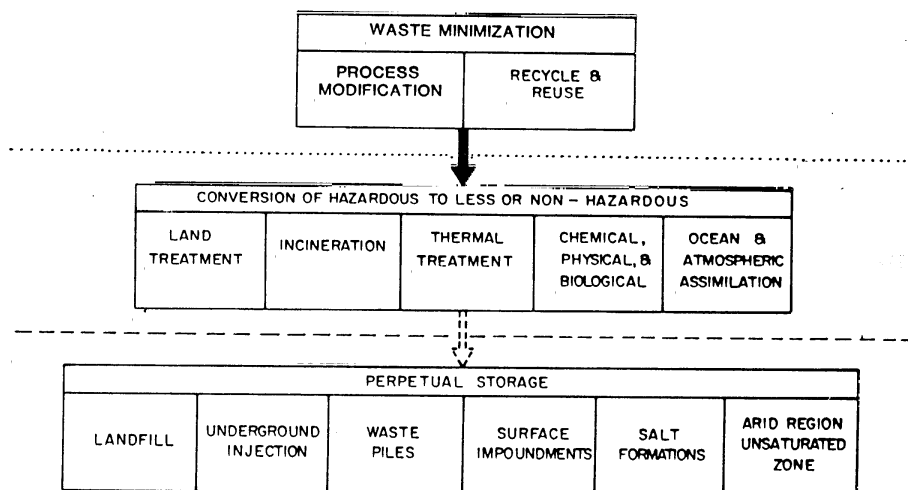 WASTE MINIMIZATION
PROCESS
MODIFICATION
RECYCLE &
REUSE
CONVERSION OF HAZARDOUS TO LESS OR NON - HAZARDOUS
LAND
TREATMENT
INCINERATION
THERMAL
TREATMENT
CHEMICAL,
PHYSICAL, &
BIOLOGICAL
OCEAN &
ATMOSPHERIC
ASSIMILATION
PERPETUAL STORAGE
LANDFILL
UNDERGROUND
INJECTION
WASTE
PILES
SURFACE
IMPOUNDMENTS
SALT
FORMATIONS
ARID REGION
UNSATURATED
ZONE